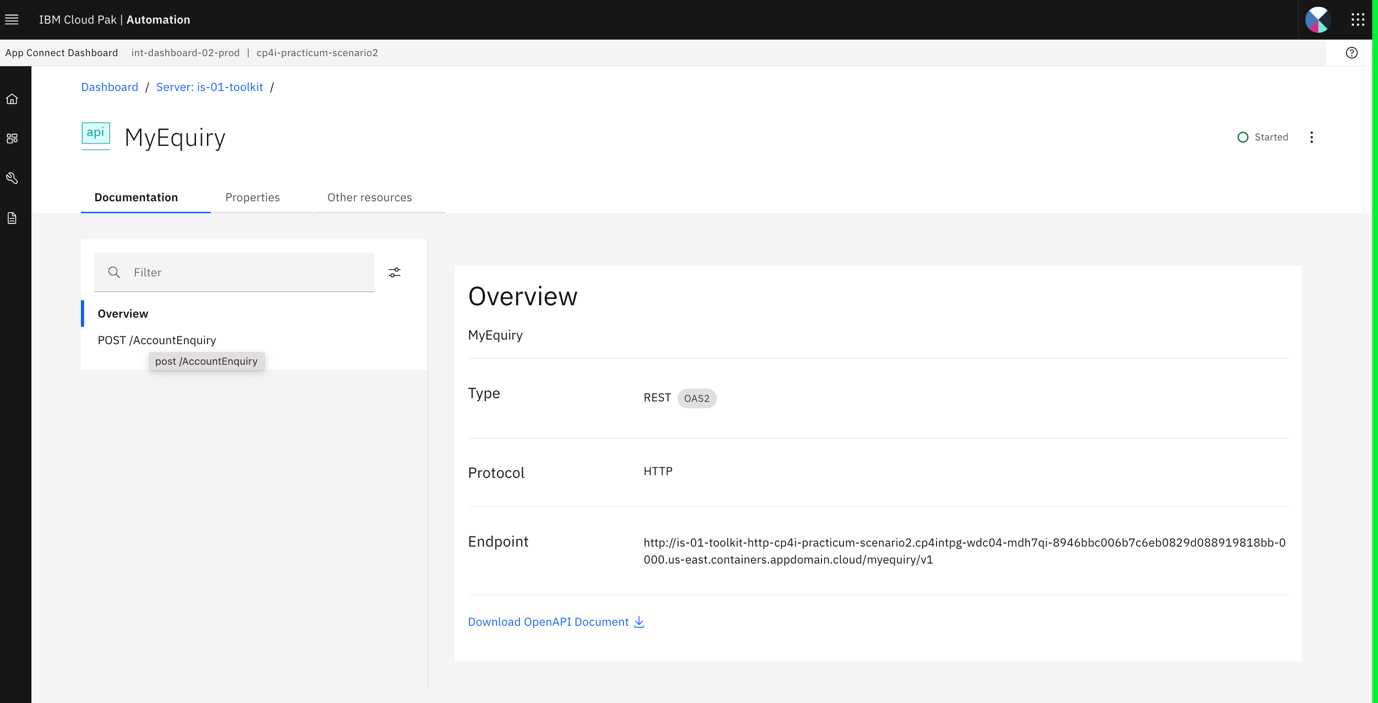 IBM Cloud Pak | Automation
App Connect Dashboard int-dashboard-02-prod | cp4i-practicum-scenario2
Dashboard / Server: is-01-toolkit /
api MyEquiry
Started
Documentation Properties Other resources
Filter
Overview
POST /AccountEnquiry
post /AccountEnquiry
Overview
MyEquiry
Type REST OAS2
Protocol HTTP
Endpoint http://is-01-toolkit-http-cp4i-practicum-scenario2.cp4intpg-wdc04-mdh7qi-8946bbc006b7c6eb0829d088919818bb-0
000.us-east.containers.appdomain.cloud/myequiry/v1
Download OpenAPI Document